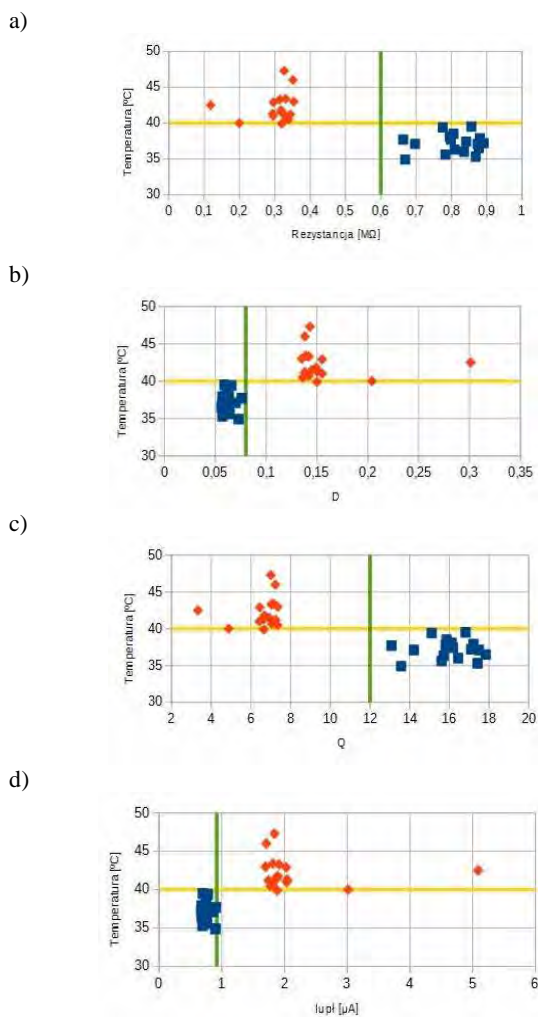 a)
Temperatura [ºC]
50
45
40
35
30
0 0,1 0,2 0,3 0,4 0,5 0,6 0,7 0,8 0,9 1
Rezystancja [MΩ]
b)
Temperatura [ºC]
50
45
40
35
30
0 0,05 0,1 0,15 0,2 0,25 0,3 0,35
D
c)
Temperatura [ºC]
50
45
40
35
30
2 4 6 8 10 12 14 16 18 20
Q
d)
Temperatura [ºC]
50
45
40
35
30
0 1 2 3 4 5 6
Iupł [µA]